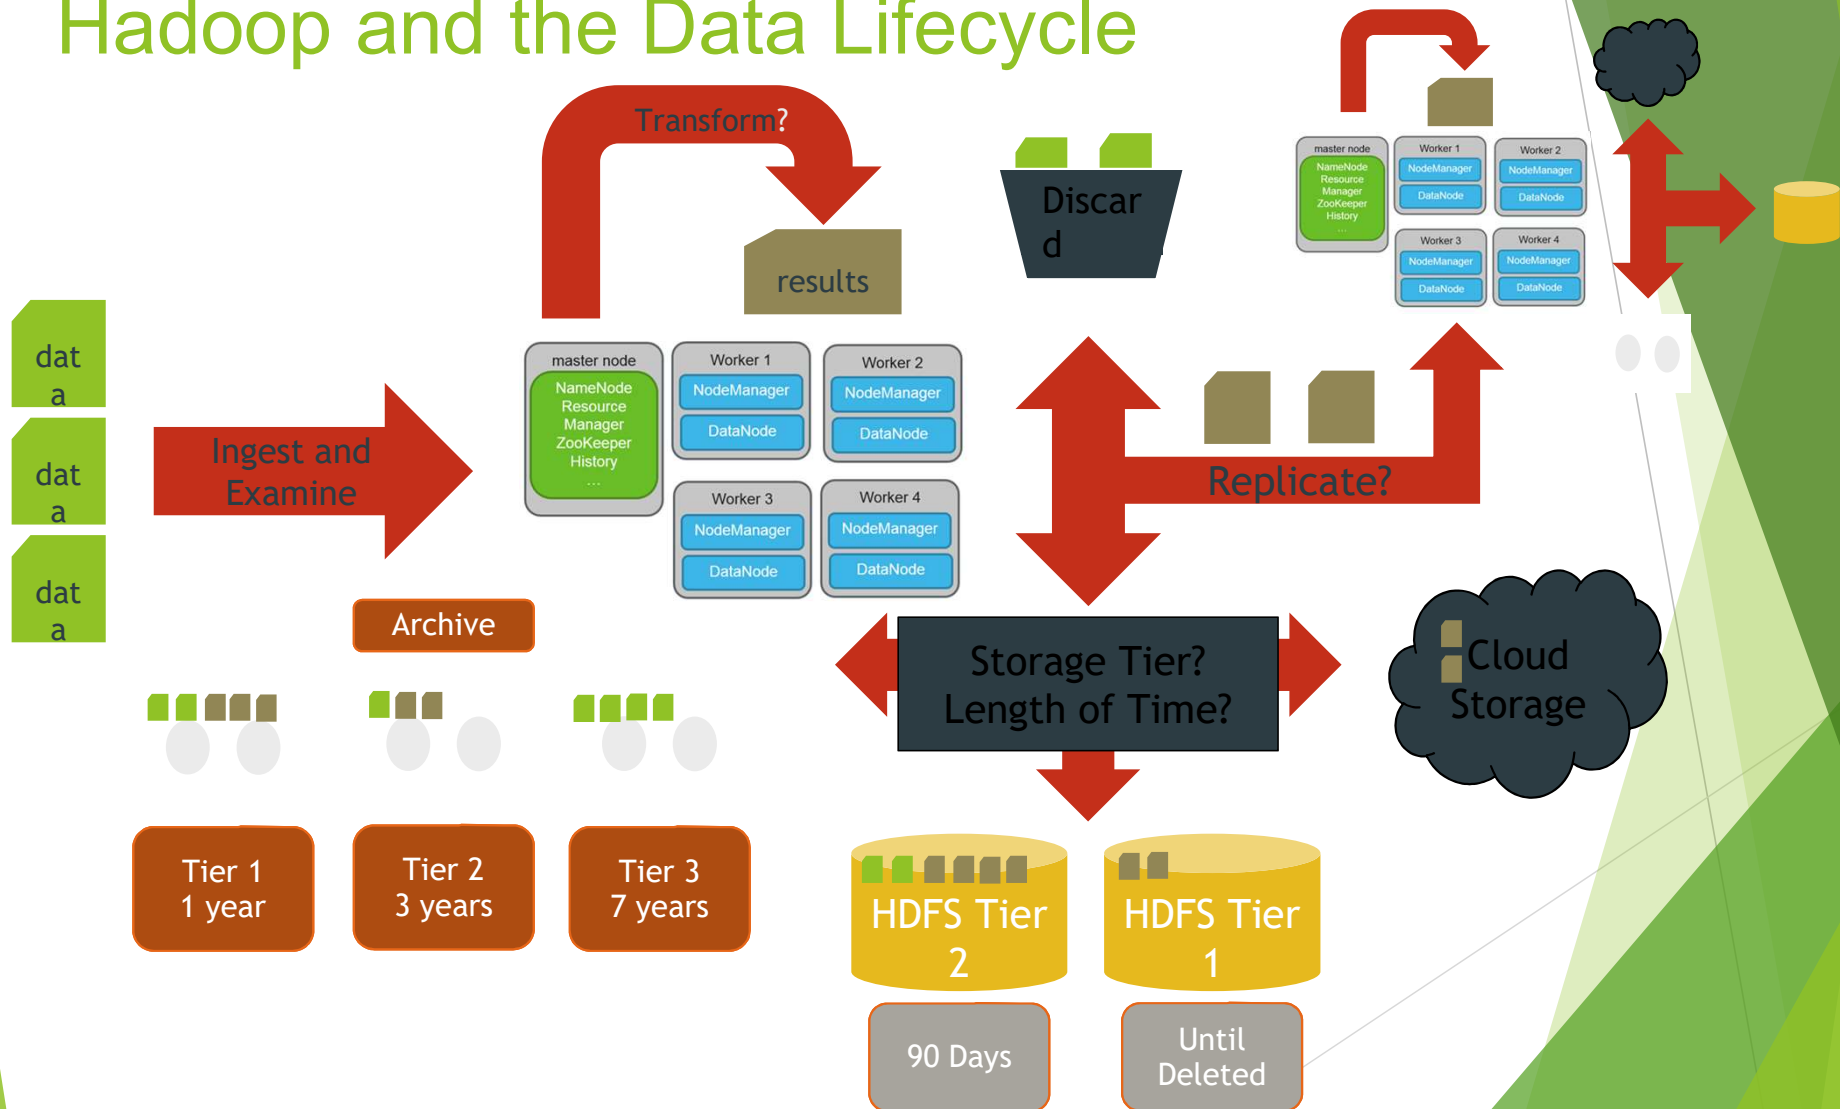 Hadoop and the Data Lifecycle
Transform?
results
Discar
d
dat
a
dat
a
dat
a
Ingest and
Examine
master node
NameNode
Resource
Manager
ZooKeeper
History
...
Worker 1
NodeManager
DataNode
Worker 2
NodeManager
DataNode
Worker 3
NodeManager
DataNode
Worker 4
NodeManager
DataNode
master node
NameNode
Resource
Manager
ZooKeeper
History
...
Worker 1
NodeManager
DataNode
Worker 2
NodeManager
DataNode
Worker 3
NodeManager
DataNode
Worker 4
NodeManager
DataNode
Replicate?
Archive
Storage Tier?
Length of Time?
Cloud
Storage
Tier 1
1 year
Tier 2
3 years
Tier 3
7 years
HDFS Tier
2
HDFS Tier
1
90 Days
Until
Deleted